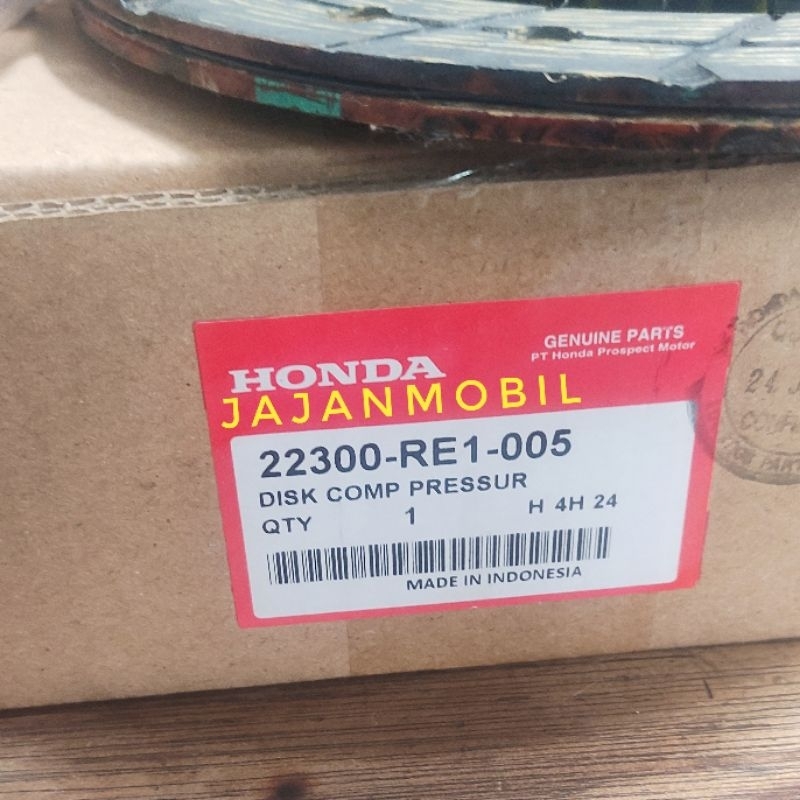 GENUINE PARTS
PT Honda Prospect Motor
HONDA
JAJANMOBIL
22300-RE1-005
DISK COMP PRESSUR
QTY 1 H 4H 24
MADE IN INDONESIA
24